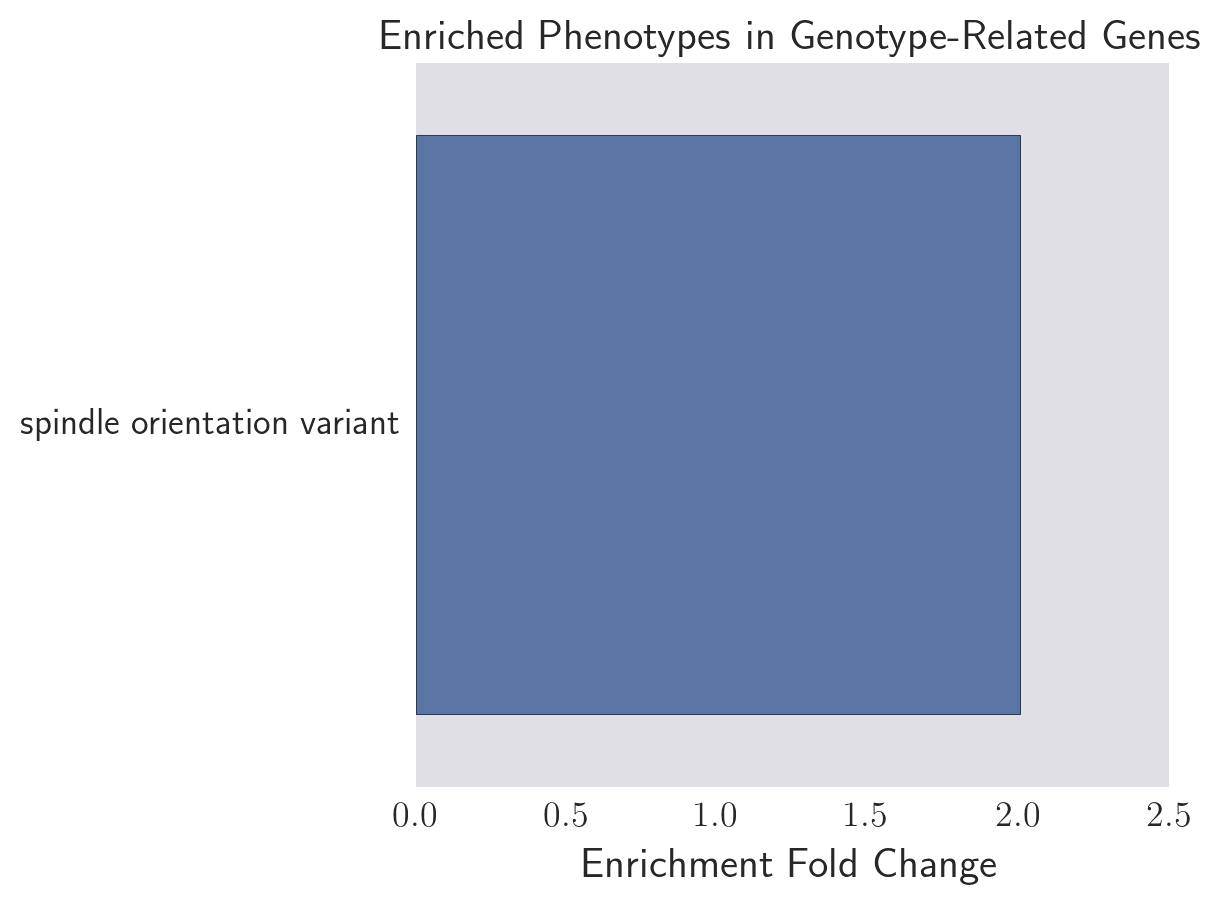 Enriched Phenotypes in Genotype-Related Genes
spindle orientation variant
0.0 0.5 1.0 1.5 2.0 2.5
Enrichment Fold Change